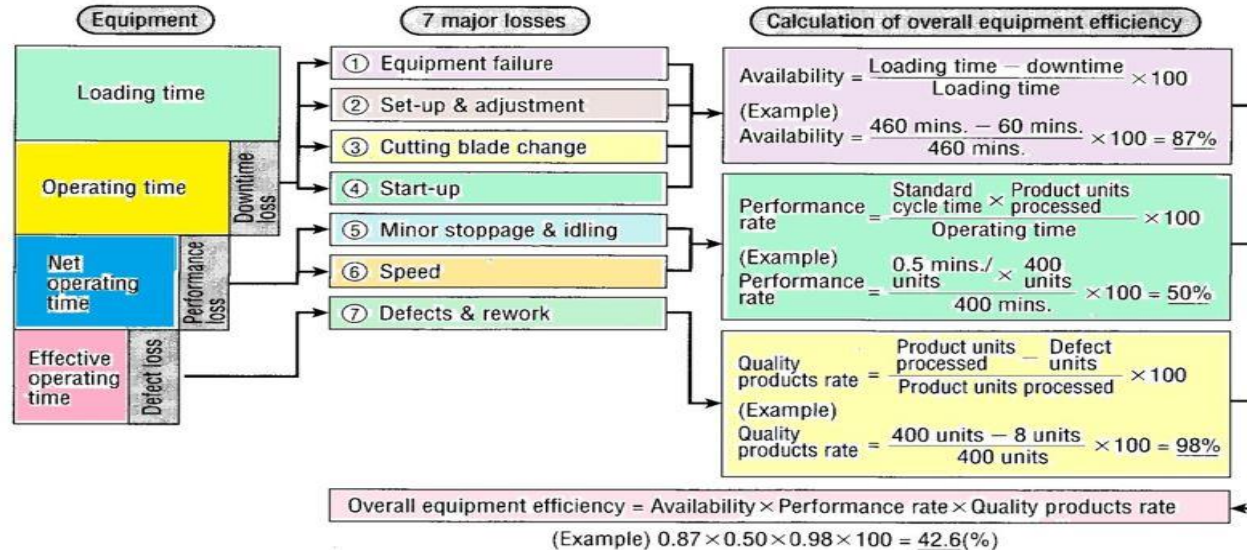 Equipment
7 major losses
Calculation of overall equipment efficiency
Loading time
Operating time
Downtime
loss
Net
operating
time
Performance
loss
Effective
operating
time
Defect loss
① Equipment failure
② Set-up & adjustment
③ Cutting blade change
④ Start-up
⑤ Minor stoppage & idling
⑥ Speed
⑦ Defects & rework
Availability = (Loading time − downtime) / Loading time × 100
(Example)
Availability = (460 mins. − 60 mins.) / 460 mins. × 100 = 87%
Performance rate = (Standard cycle time × Product units processed) / Operating time × 100
(Example)
Performance rate = (0.5 mins./units × 400 units) / 400 mins. × 100 = 50%
Quality products rate = (Product units processed − Defect units) / Product units processed × 100
(Example)
Quality products rate = (400 units − 8 units) / 400 units × 100 = 98%
Overall equipment efficiency = Availability × Performance rate × Quality products rate
(Example) 0.87 × 0.50 × 0.98 × 100 = 42.6(%)